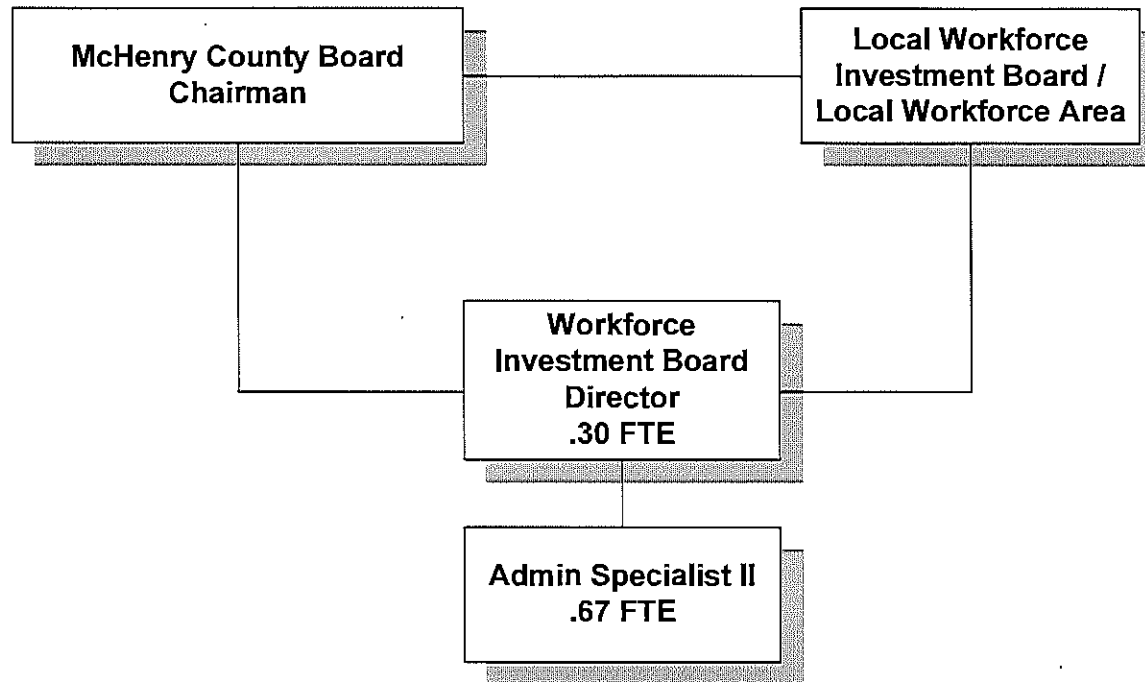 McHenry County Board
Chairman
Local Workforce
Investment Board /
Local Workforce Area
Workforce
Investment Board
Director
.30 FTE
Admin Specialist II
.67 FTE